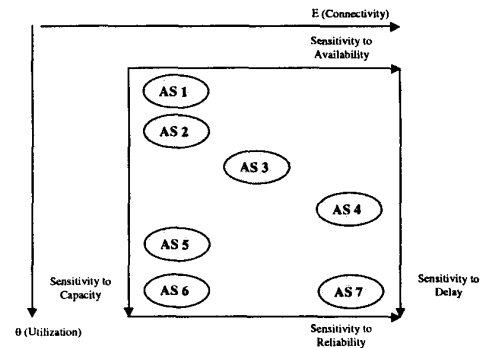 E (Connectivity)
Sensitivity to
Availability
AS 1
AS 2
AS 3
AS 4
AS 5
Sensitivity to
Capacity
AS 6
AS 7
Sensitivity to
Delay
θ (Utilization)
Sensitivity to
Reliability